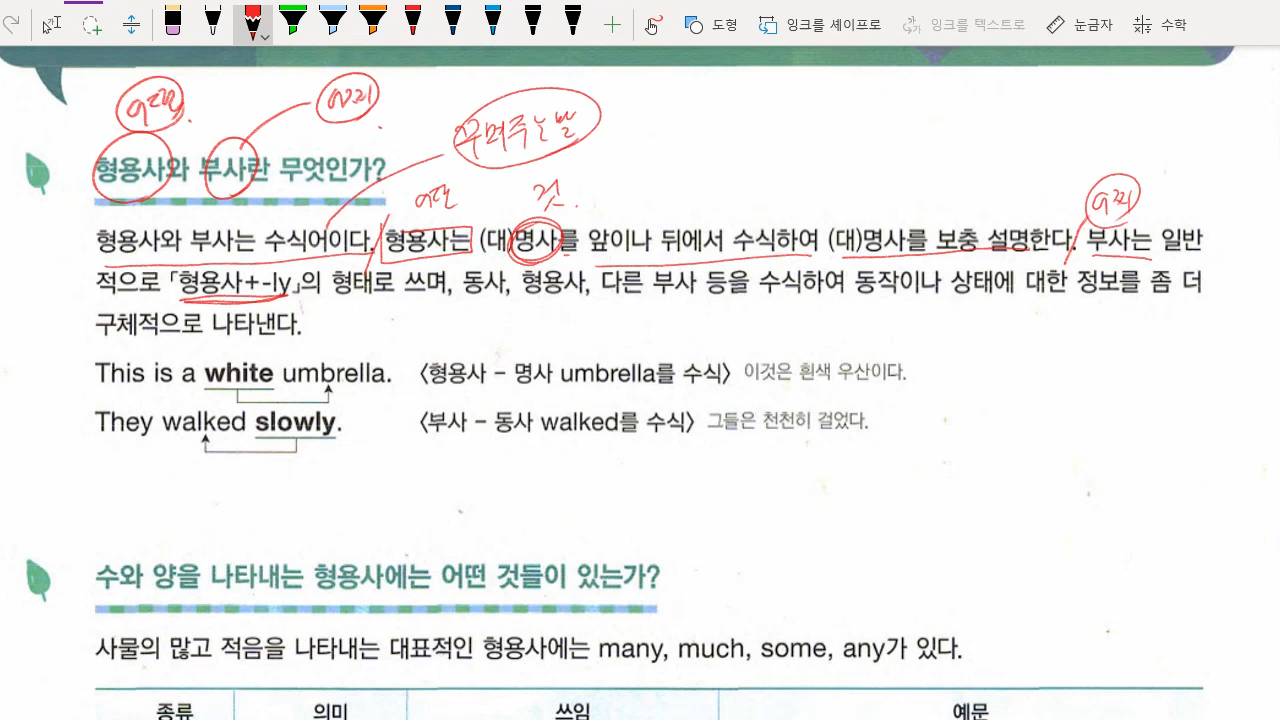 도형 잉크를 셰이프로 잉크를 텍스트로 눈금자 수학
어떤 어찌
꾸며주는 말
형용사와 부사란 무엇인가?
어떤 것. 어찌
형용사와 부사는 수식어이다. 형용사는 (대)명사를 앞이나 뒤에서 수식하여 (대)명사를 보충 설명한다. 부사는 일반
적으로 「형용사+-ly」의 형태로 쓰며, 동사, 형용사, 다른 부사 등을 수식하여 동작이나 상태에 대한 정보를 좀 더
구체적으로 나타낸다.
This is a white umbrella. 〈형용사 – 명사 umbrella를 수식〉 이것은 흰색 우산이다.
They walked slowly. 〈부사 – 동사 walked를 수식〉 그들은 천천히 걸었다.
수와 양을 나타내는 형용사에는 어떤 것들이 있는가?
사물의 많고 적음을 나타내는 대표적인 형용사에는 many, much, some, any가 있다.
종류 의미 쓰임 예문